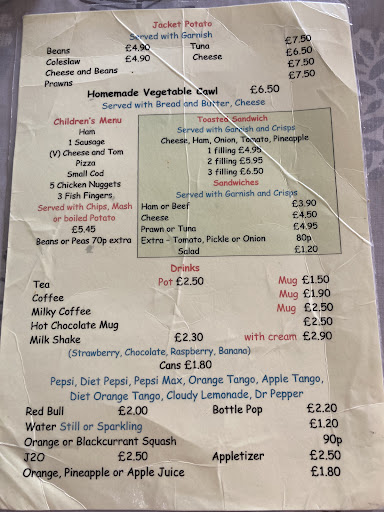 Jacket Potato
Served with Garnish
Beans £4.90 Tuna £7.50
Coleslaw £4.90 Cheese £6.50
Cheese and Beans £7.50
Prawns £7.50
Homemade Vegetable Cawl £6.50
Served with Bread and Butter, Cheese
Children's Menu
Ham
1 Sausage
(V) Cheese and Tom
Pizza
Small Cod
5 Chicken Nuggets
3 Fish Fingers
Served with Chips, Mash
or boiled Potato
£5.45
Beans or Peas 70p extra
Toasted Sandwich
Served with Garnish and Crisps
Cheese, Ham, Onion, Tomato, Pineapple
1 filling £4.95
2 filling £5.95
3 filling £6.50
Sandwiches
Served with Garnish and Crisps
Ham or Beef £3.90
Cheese £4.50
Prawn or Tuna £4.95
Extra - Tomato, Pickle or Onion 80p
Salad £1.20
Drinks
Tea Pot £2.50 Mug £1.50
Coffee Mug £1.90
Milky Coffee Mug £2.50
Hot Chocolate Mug £2.50
Milk Shake £2.30 with cream £2.90
(Strawberry, Chocolate, Raspberry, Banana)
Cans £1.80
Pepsi, Diet Pepsi, Pepsi Max, Orange Tango, Apple Tango,
Diet Orange Tango, Cloudy Lemonade, Dr Pepper
Red Bull £2.00 Bottle Pop £2.20
Water Still or Sparkling £1.20
Orange or Blackcurrant Squash 90p
J2O £2.50 Appletizer £2.50
Orange, Pineapple or Apple Juice £1.80